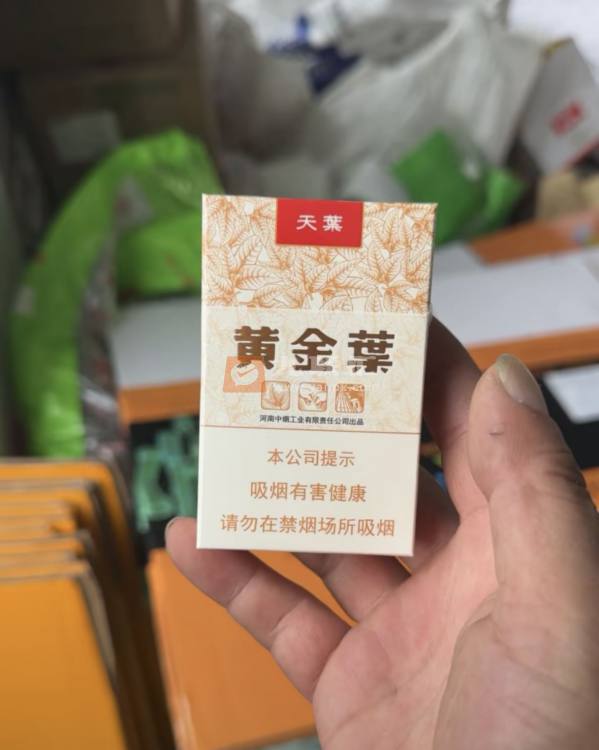 天葉
黄金葉
河南中烟工业有限责任公司出品
本公司提示
吸烟有害健康
请勿在禁烟场所吸烟